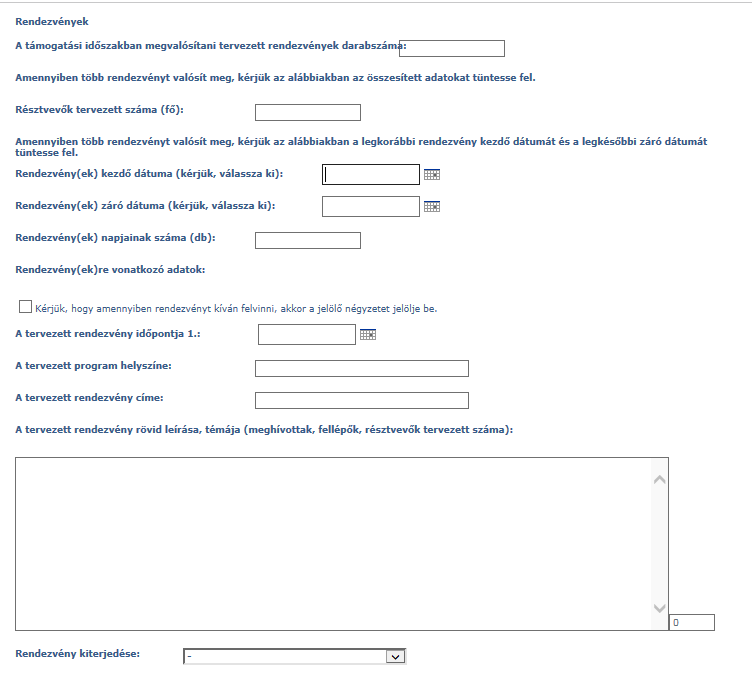 Rendezvények
A támogatási időszakban megvalósítani tervezett rendezvények darabszáma:
Amennyiben több rendezvényt valósít meg, kérjük az alábbiakban az összesített adatokat tüntesse fel.
Résztvevők tervezett száma (fő):
Amennyiben több rendezvényt valósít meg, kérjük az alábbiakban a legkorábbi rendezvény kezdő dátumát és a legkésőbbi záró dátumát
tüntesse fel.
Rendezvény(ek) kezdő dátuma (kérjük, válassza ki):
Rendezvény(ek) záró dátuma (kérjük, válassza ki):
Rendezvény(ek) napjainak száma (db):
Rendezvény(ek)re vonatkozó adatok:
Kérjük, hogy amennyiben rendezvényt kíván felvinni, akkor a jelölő négyzetet jelölje be.
A tervezett rendezvény időpontja 1.:
A tervezett program helyszíne:
A tervezett rendezvény címe:
A tervezett rendezvény rövid leírása, témája (meghívottak, fellépők, résztvevők tervezett száma):
0
Rendezvény kiterjedése: -